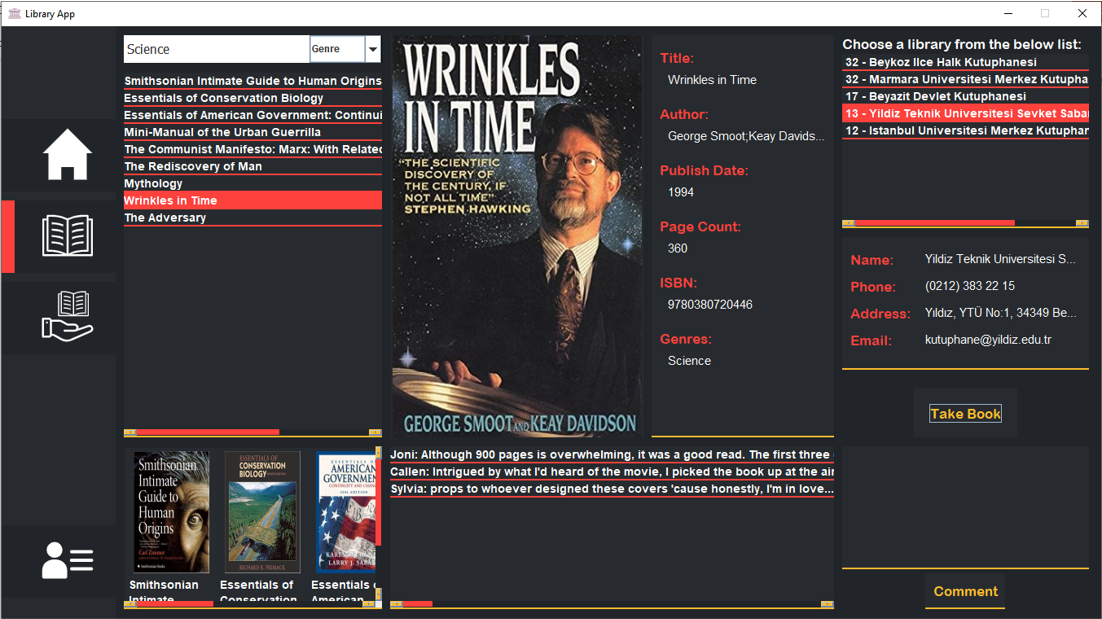 Library App
Science
Genre
Smithsonian Intimate Guide to Human Origins
Essentials of Conservation Biology
Essentials of American Government: Continui
Mini-Manual of the Urban Guerrilla
The Communist Manifesto: Marx: With Related
The Rediscovery of Man
Mythology
Wrinkles in Time
The Adversary
Smithsonian
Intimate
Guide to
Human
Origins
Carl Zimmer
ESSENTIALS OF
CONSERVATION
BIOLOGY
RICHARD B. PRIMACK
ESSENTIALS OF
AMERICAN
GOVERNMENT
CONTINUITY AND
LARRY J. SABA
Smithsonian
Intimate
Essentials of
Conservation
Essentials
American
WRINKLES
IN TIME
"THE SCIENTIFIC
DISCOVERY OF
THE CENTURY, IF
NOT ALL TIME"
STEPHEN HAWKING
GEORGE SMOOT AND KEAY DAVIDSON
Title:
Wrinkles in Time
Author:
George Smoot;Keay Davids...
Publish Date:
1994
Page Count:
360
ISBN:
9780380720446
Genres:
Science
Joni: Although 900 pages is overwhelming, it was a good read. The first three
Callen: Intrigued by what I'd heard of the movie, I picked the book up at the air
Sylvia: props to whoever designed these covers 'cause honestly, I'm in love...
Choose a library from the below list:
32 - Beykoz Ilce Halk Kutuphanesi
32 - Marmara Universitesi Merkez Kutupha
17 - Beyazit Devlet Kutuphanesi
13 - Yildiz Teknik Universitesi Sevket Saba
12 - Istanbul Universitesi Merkez Kutuphan
Name:
Yildiz Teknik Universitesi S...
Phone:
(0212) 383 22 15
Address:
Yıldız, YTÜ No:1, 34349 Be...
Email:
kutuphane@yildiz.edu.tr
Take Book
Comment